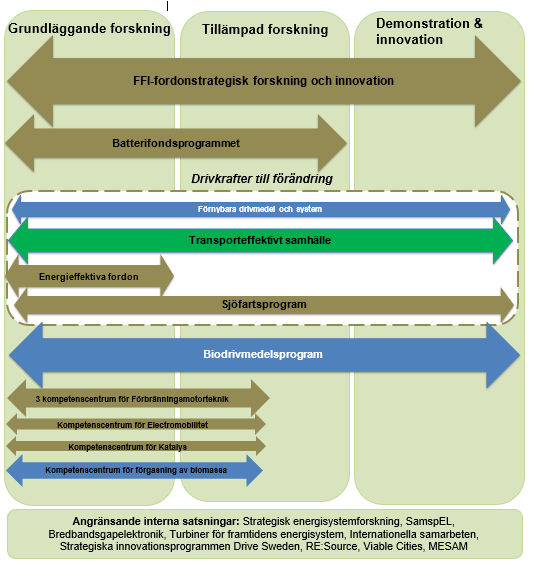 Grundläggande forskning
Tillämpad forskning
Demonstration &
innovation
FFI-fordonstrategisk forskning och innovation
Batterifondsprogrammet
Drivkrafter till förändring
Förnybara drivmedel och system
Transporteffektivt samhälle
Energieffektiva fordon
Sjöfartsprogram
Biodrivmedelsprogram
3 kompetenscentrum för Förbränningsmotorteknik
Kompetenscentrum för Electromobilitet
Kompetenscentrum för Katalys
Kompetenscentrum för förgasning av biomassa
Angränsande interna satsningar: Strategisk energisystemforskning, SamspEL,
Bredbandsgapelektronik, Turbiner för framtidens energisystem, Internationella samarbeten,
Strategiska innovationsprogrammen Drive Sweden, RE:Source, Viable Cities, MESAM